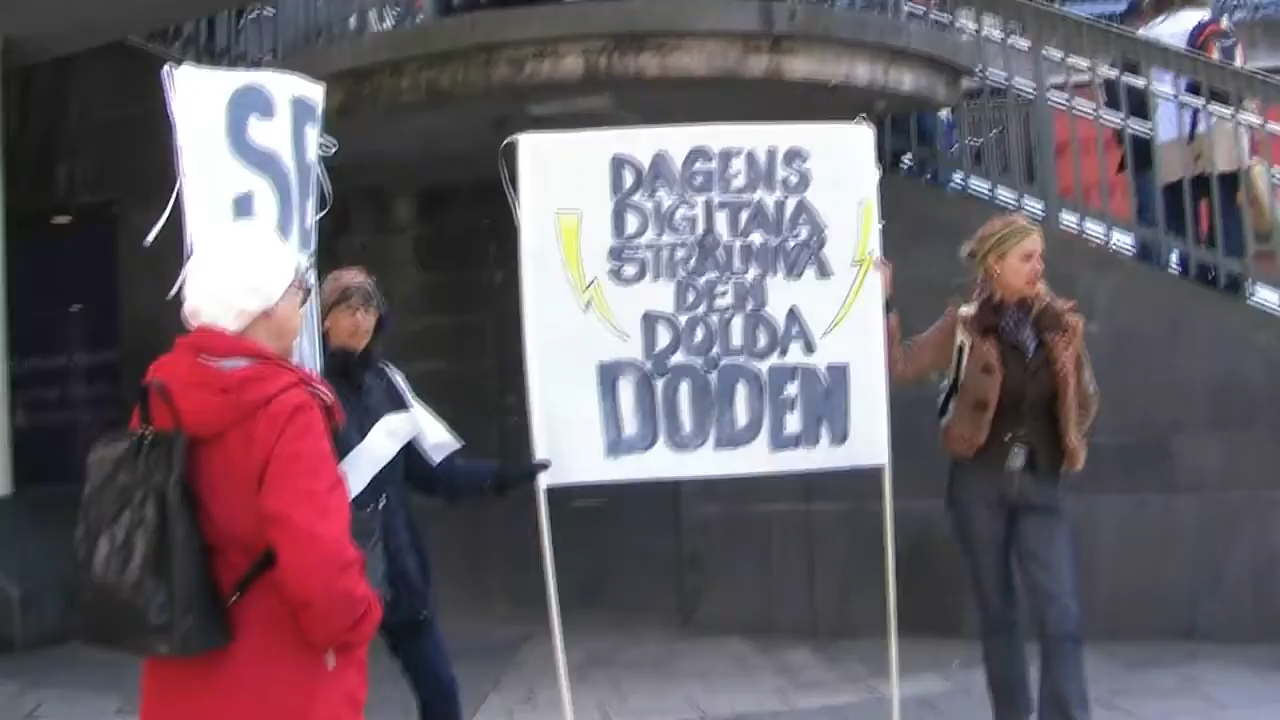 .SE
DAGENS
DIGITALA
STRÅLNIVÅ
DEN
DOLDA
DÖDEN